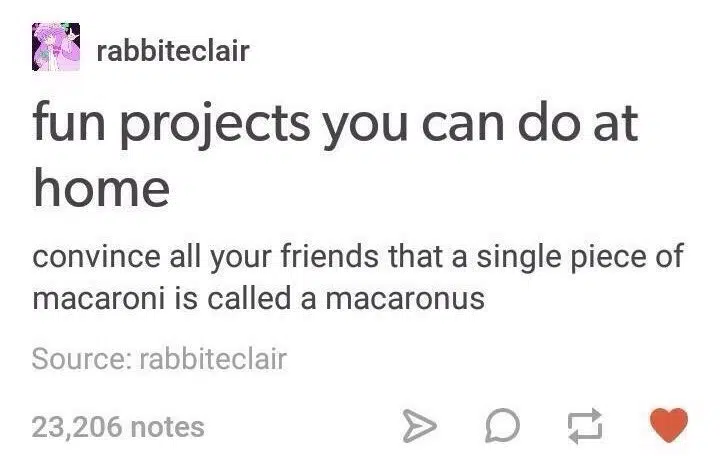 rabbiteclair
fun projects you can do at
home
convince all your friends that a single piece of
macaroni is called a macaronus
Source: rabbiteclair
23,206 notes